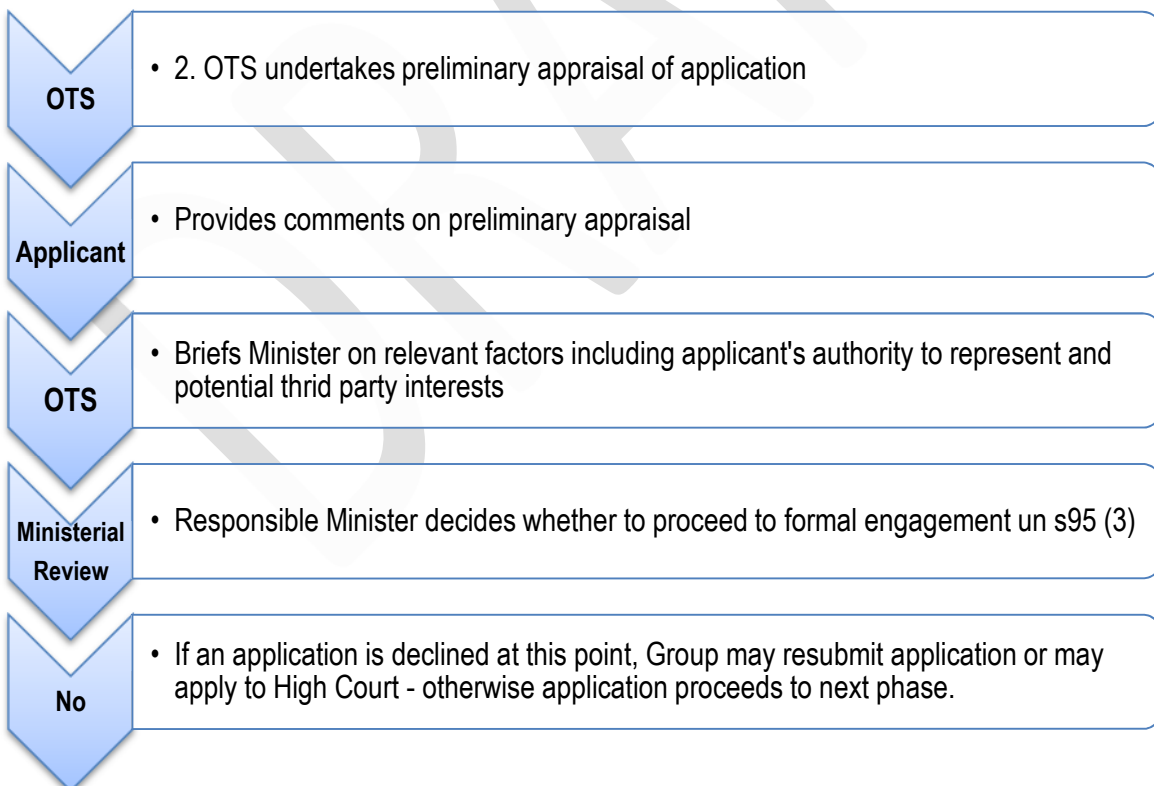 OTS
• 2. OTS undertakes preliminary appraisal of application
Applicant
• Provides comments on preliminary appraisal
OTS
• Briefs Minister on relevant factors including applicant's authority to represent and
potential thrid party interests
Ministerial
Review
• Responsible Minister decides whether to proceed to formal engagement un s95 (3)
No
• If an application is declined at this point, Group may resubmit application or may
apply to High Court - otherwise application proceeds to next phase.